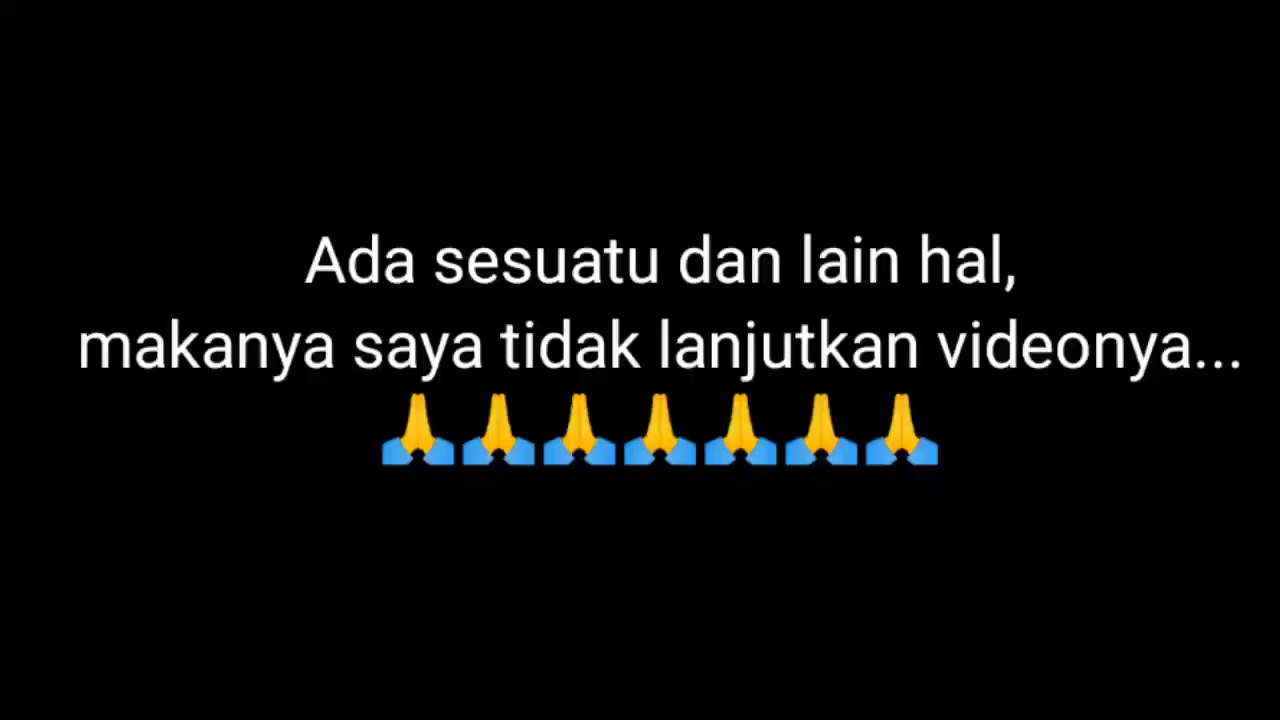 Ada sesuatu dan lain hal,
makanya saya tidak lanjutkan videonya...
🙏🙏🙏🙏🙏🙏🙏